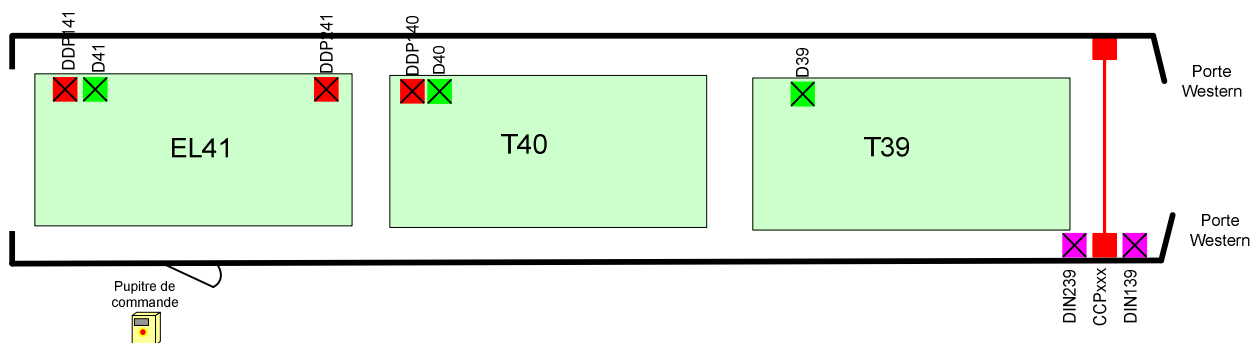 DDP141
D41
DDP241
DDP140
D40
D39
Porte
Western
EL41
T40
T39
Porte
Western
DIN239
CCPxxx
DIN139
Pupitre de
commande